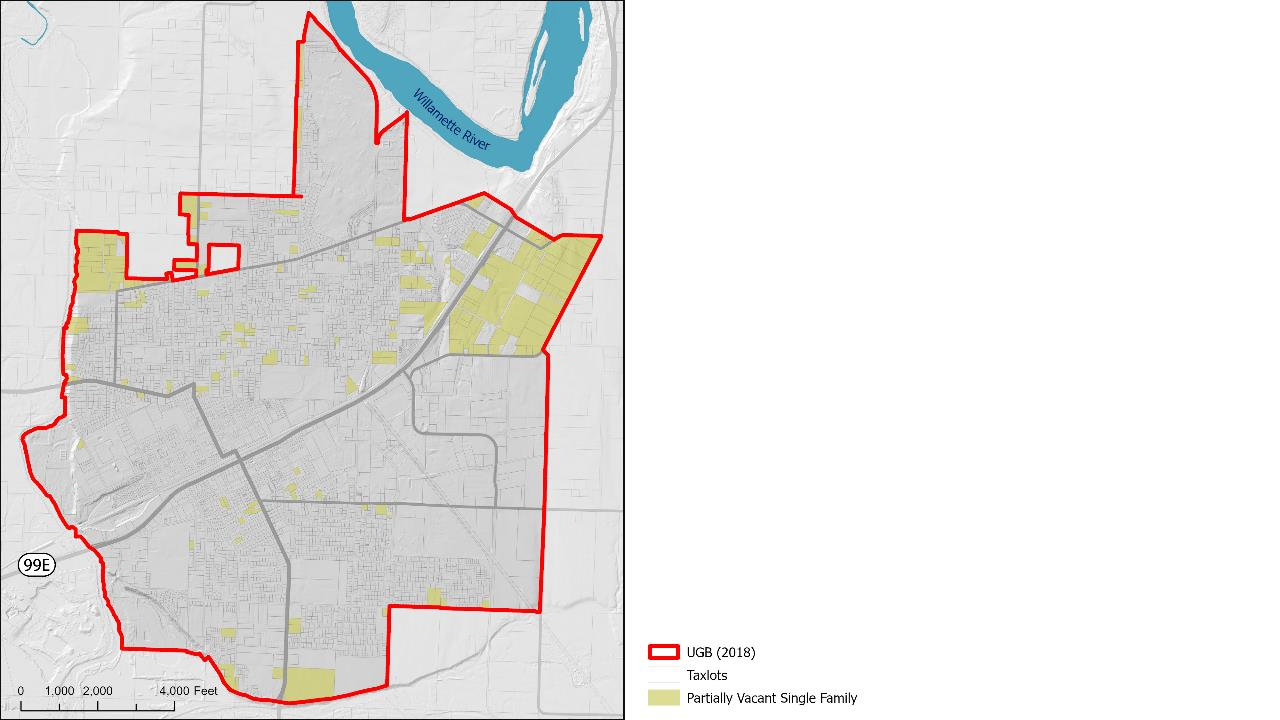 Willamette River
99E
0 1,000 2,000 4,000 Feet
UGB (2018)
Taxlots
Partially Vacant Single Family